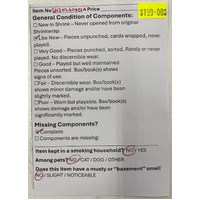 Item No Price $199.00
General Condition of Components:
□ New in Shrink – Never opened from original
Shrinkwrap.
Like New – Pieces unpunched, cards wrapped, never
played.
□ Very Good – Pieces punched, sorted. Rarely or never
played. No discernible wear.
□ Good – Played but well maintained.
Pieces unsorted. Box/book(s) shows
signs of use.
□ Fair – Discernible wear. Box/book(s)
shows minor damage and/or been
slightly marked.
□ Poor – Worn but playable. Box/book(s)
shows damage and/or has been
significantly marked.
Missing Components?
Complete
□ Components are missing:
Item kept in a smoking household? NO/ YES
Among pets? NO / CAT / DOG / OTHER
Does this item have a musty or "basement" smell?
NO / SLIGHT / NOTICEABLE